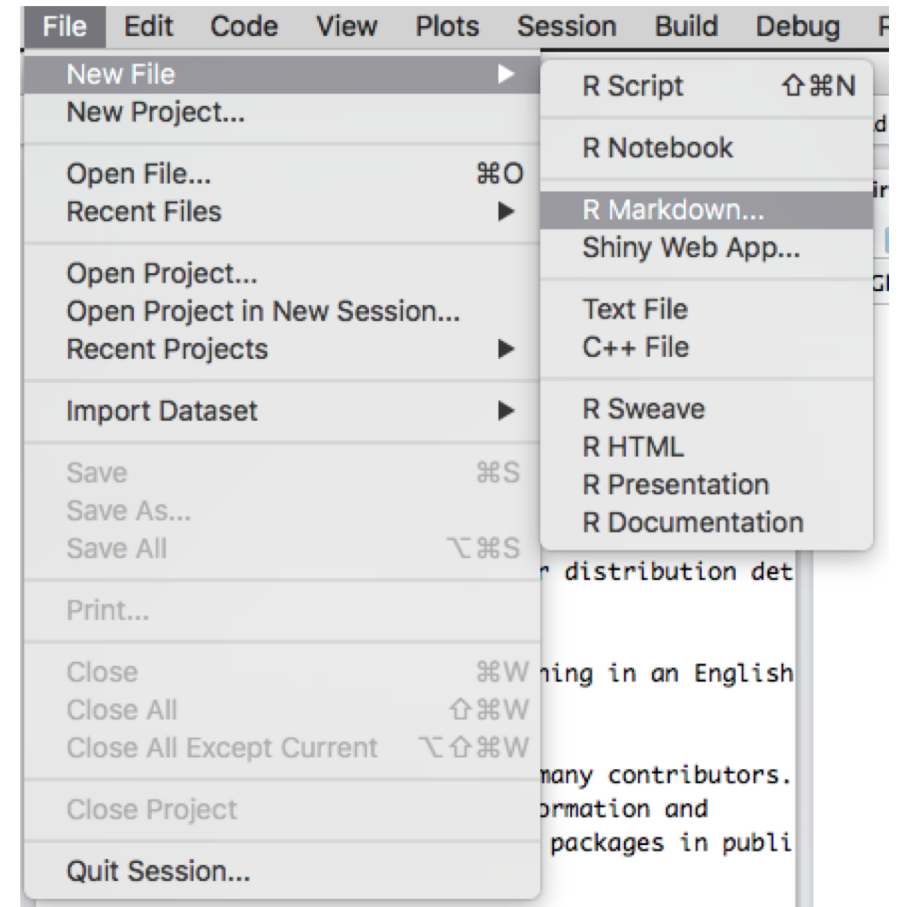 File Edit Code View Plots Session Build Debug
New File ▶
New Project...
Open File... ⌘O
Recent Files ▶
Open Project...
Open Project in New Session...
Recent Projects ▶
Import Dataset ▶
Save ⌘S
Save As...
Save All ⌥⌘S
Print...
Close ⌘W
Close All ⇧⌘W
Close All Except Current ⌥⇧⌘W
Close Project
Quit Session...
R Script ⇧⌘N
R Notebook
R Markdown...
Shiny Web App...
Text File
C++ File
R Sweave
R HTML
R Presentation
R Documentation
r distribution det
ning in an English
many contributors.
ormation and
packages in publi